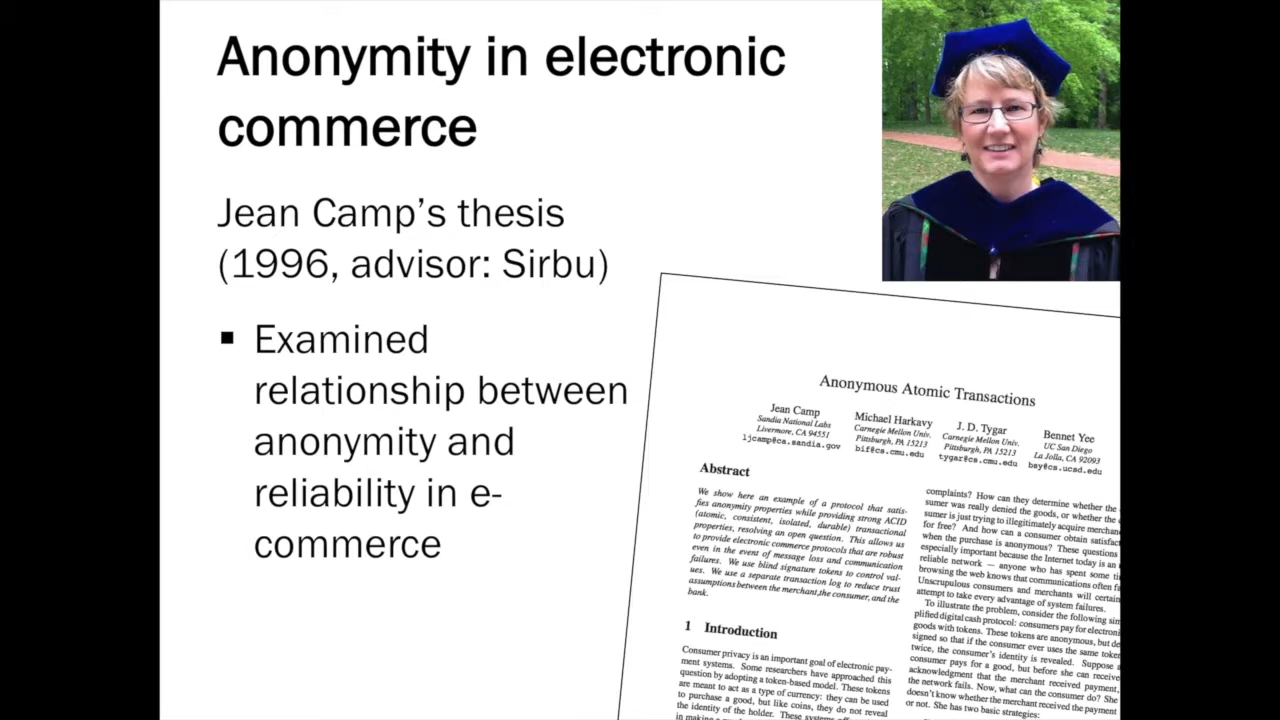 Anonymity in electronic
commerce
Jean Camp’s thesis
(1996, advisor: Sirbu)
▪ Examined
relationship between
anonymity and
reliability in e-
commerce
Anonymous Atomic Transactions
Jean Camp
Sandia National Labs
Livermore, CA 94551
ljcamp@ca.sandia.gov
Michael Harkavy
Carnegie Mellon Univ.
Pittsburgh, PA 15213
bif@cs.cmu.edu
J. D. Tygar
Carnegie Mellon Univ.
Pittsburgh, PA 15213
tygar@cs.cmu.edu
Bennet Yee
UC San Diego
La Jolla, CA 92093
bsy@cs.ucsd.edu
Abstract
We show here an example of a protocol that satis-
fies anonymity properties while providing strong ACID
(atomic, consistent, isolated, durable) transactional
properties, resolving an open question. This allows us
to provide electronic commerce protocols that are robust
even in the event of message loss and communication
failures. We use blind signature tokens to control val-
ues. We use a separate transaction log to reduce trust
assumptions between the merchant,the consumer, and the
bank.
1 Introduction
Consumer privacy is an important goal of electronic pay-
ment systems. Some researchers have approached this
question by adopting a token-based model. These tokens
are meant to act as a type of currency: they can be used
to purchase a good, but like coins, they do not reveal
the identity of the holder. These systems
in making
complaints? How can they determine whether the
sumer was really denied the goods, or whether the
sumer is just trying to illegitimately acquire
for free? And how can a consumer obtain
when the purchase is anonymous? These questions
especially important because the Internet today is an
reliable network — anyone who has spent some
browsing the web knows that communications often
Unscrupulous consumers and merchants will
attempt to take every advantage of system failures.
To illustrate the problem, consider the following
plified digital cash protocol: consumers pay for
goods with tokens. These tokens are anonymous, but
signed so that if the consumer ever uses the same
twice, the consumer's identity is revealed. Suppose
consumer pays for a good, but before she can
acknowledgment that the merchant received payment,
the network fails. Now, what can the consumer do? She
doesn't know whether the merchant received the payment
or not. She has two basic strategies: